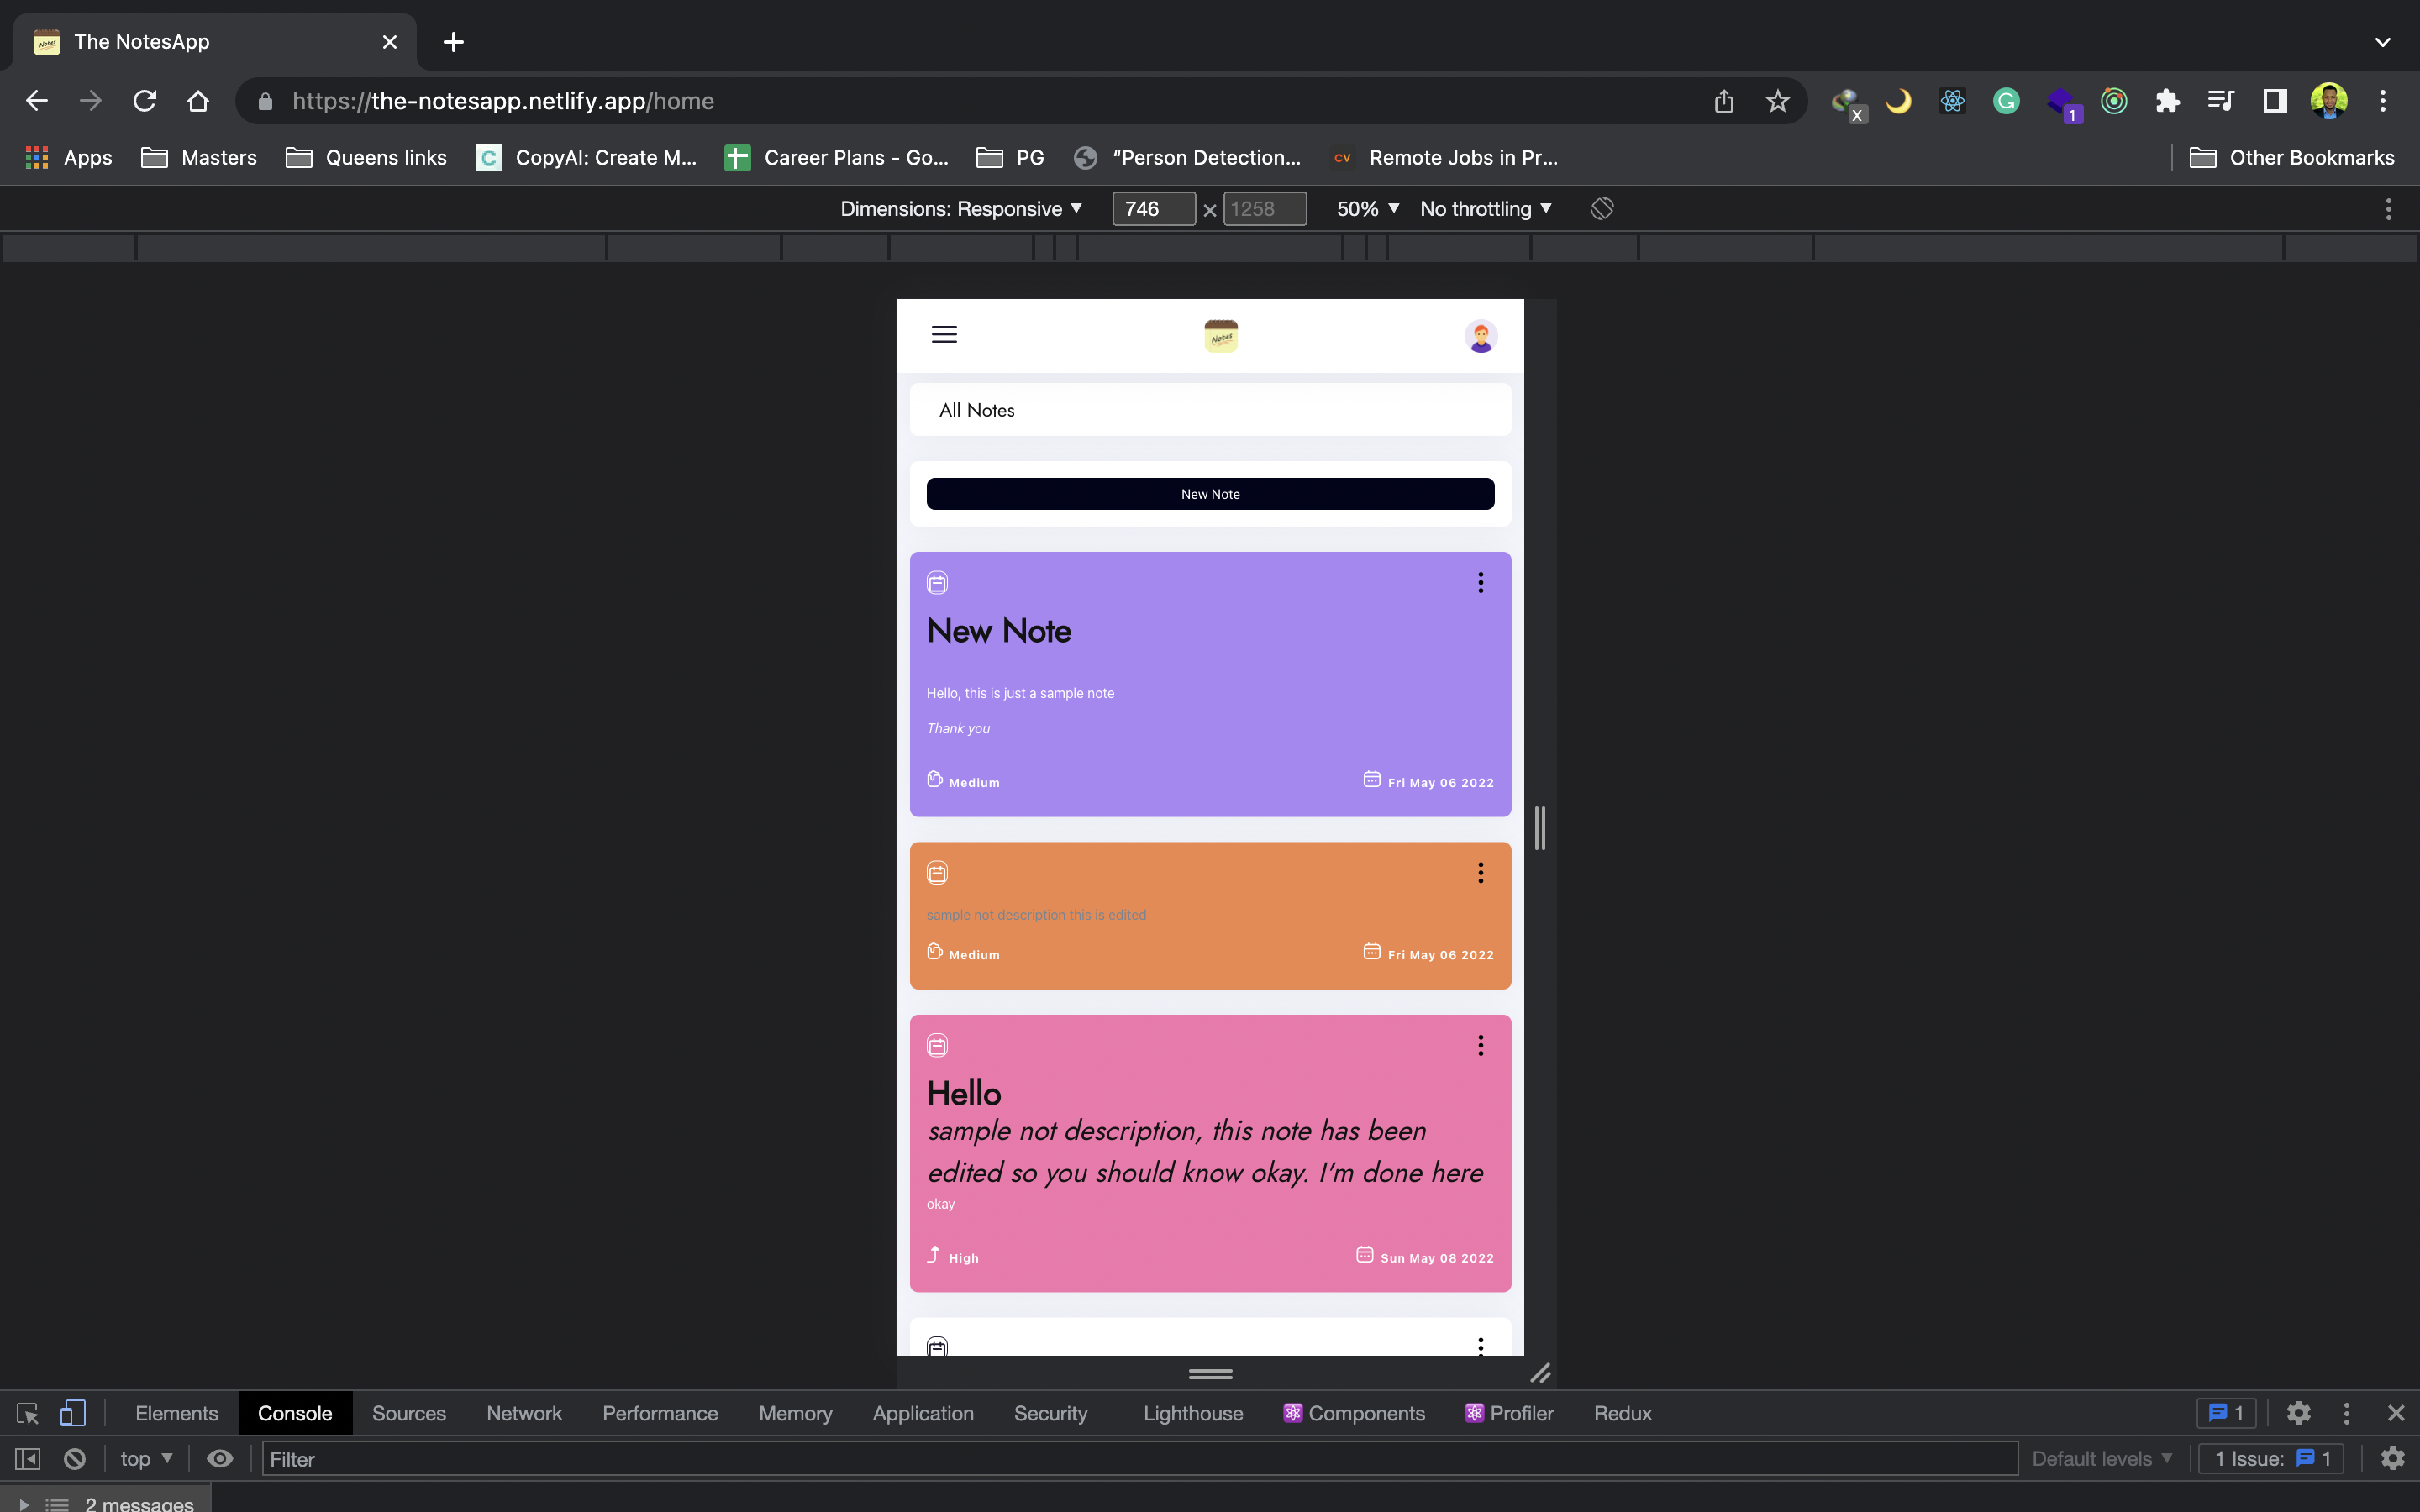 The NotesApp
https://the-notesapp.netlify.app/home
X
1
Apps
Masters
Queens links
CopyAI: Create M...
Career Plans - Go...
PG
“Person Detection...
CV
Remote Jobs in Pr...
Other Bookmarks
Dimensions: Responsive
746
×
1258
50%
No throttling
Notes
All Notes
New Note
New Note
Hello, this is just a sample note
Thank you
Medium
Fri May 06 2022
sample not description this is edited
Medium
Fri May 06 2022
Hello
sample not description, this note has been
edited so you should know okay. I'm done here
okay
High
Sun May 08 2022
Elements
Console
Sources
Network
Performance
Memory
Application
Security
Lighthouse
Components
Profiler
Redux
1
top
Filter
Default levels
1 Issue:
1
2 messages